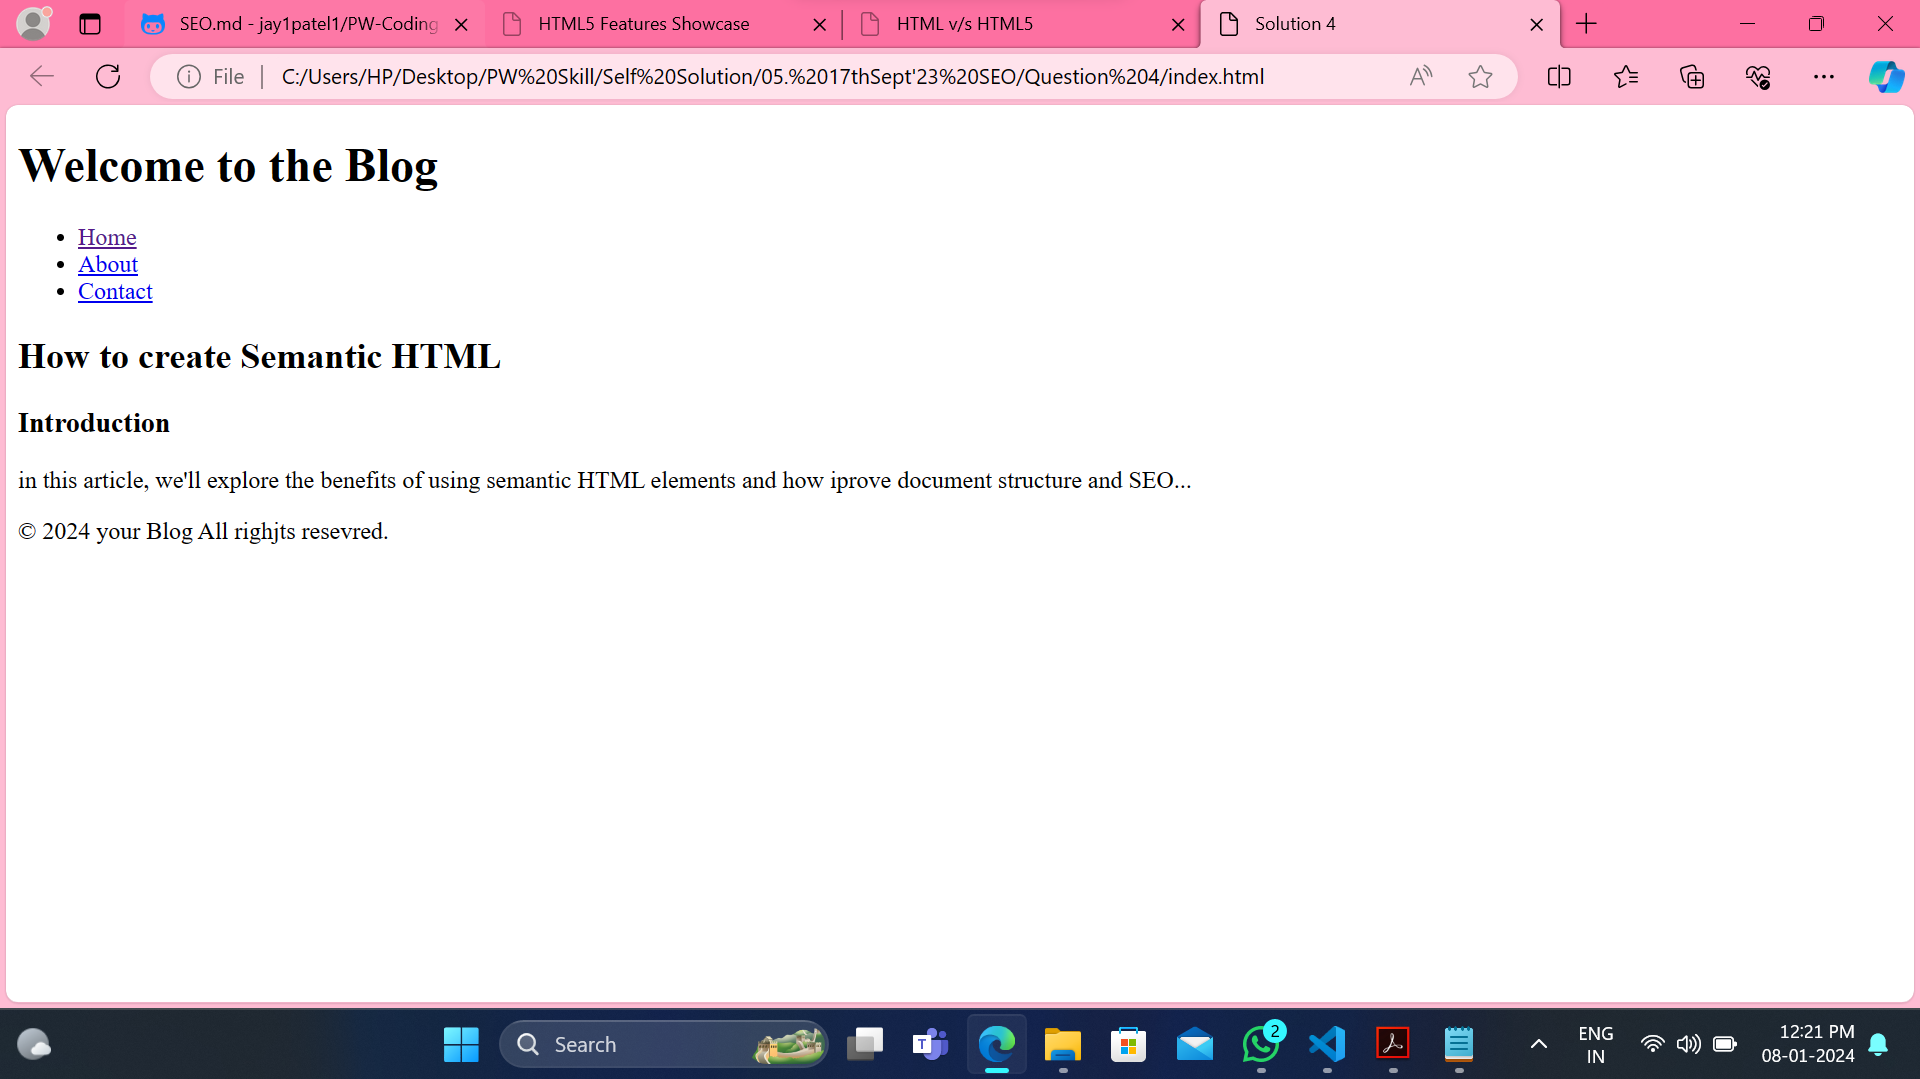 SEO.md - jay1patel1/PW-Coding
HTML5 Features Showcase
HTML v/s HTML5
Solution 4
File
C:/Users/HP/Desktop/PW%20Skill/Self%20Solution/05.%2017thSept'23%20SEO/Question%204/index.html
Welcome to the Blog
Home
About
Contact
How to create Semantic HTML
Introduction
in this article, we'll explore the benefits of using semantic HTML elements and how iprove document structure and SEO...
© 2024 your Blog All righjts resevred.
Search
2
ENG
IN
12:21 PM
08-01-2024